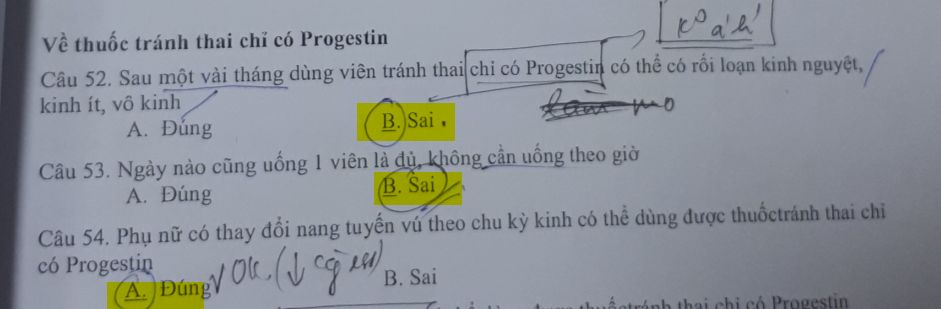 Về thuốc tránh thai chỉ có Progestin
K° a'h'
Câu 52. Sau một vài tháng dùng viên tránh thai chỉ có Progestin có thể có rối loạn kinh nguyệt,
kinh ít, vô kinh
A. Đúng B. Sai
Câu 53. Ngày nào cũng uống 1 viên là đủ, không cần uống theo giờ
A. Đúng B. Sai
Câu 54. Phụ nữ có thay đổi nang tuyến vú theo chu kỳ kinh có thể dùng được thuốctránh thai chỉ
có Progestin
A. Đúng OK. (↓ B. Sai
tránh thai chỉ có Progestin